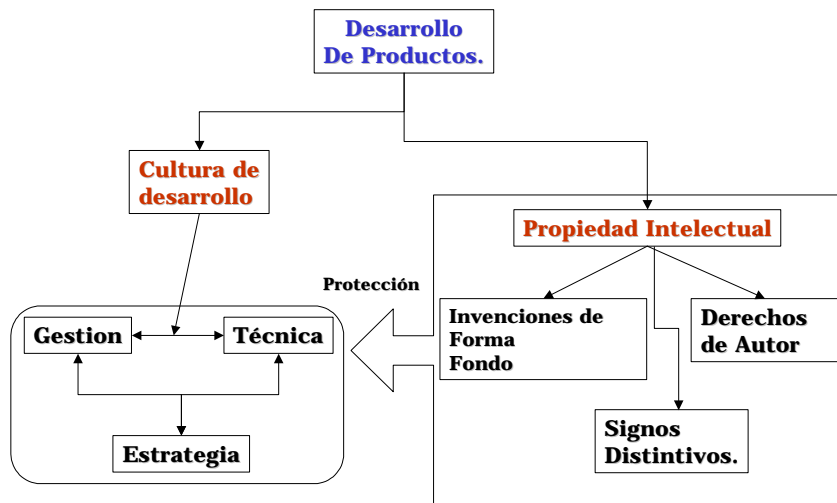 Desarrollo
De Productos.
Cultura de
desarrollo
Propiedad Intelectual
Protección
Invenciones de
Forma
Fondo
Derechos
de Autor
Gestion
Técnica
Signos
Distintivos.
Estrategia